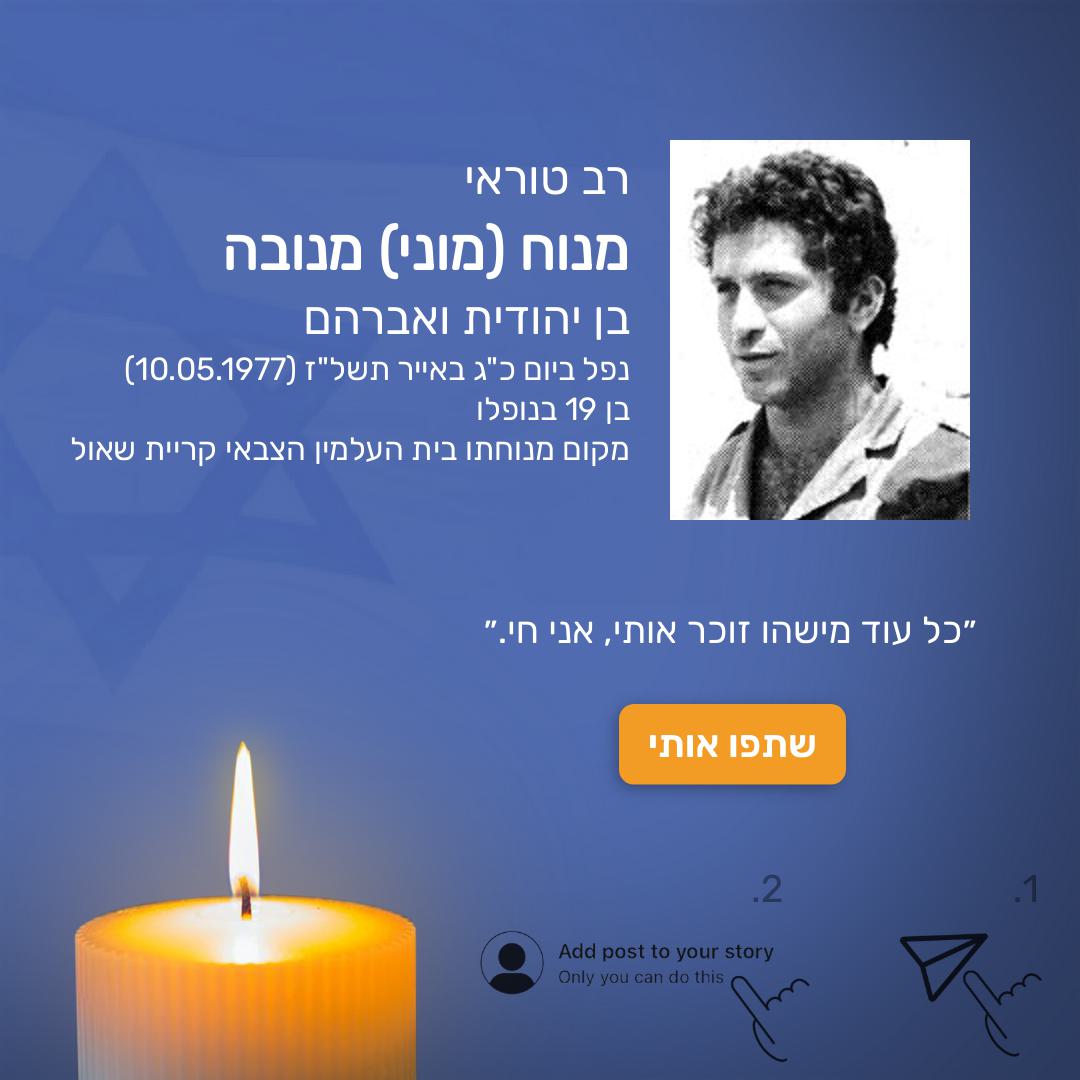 רב טוראי
מנוח (מוני) מנובה
בן יהודית ואברהם
נפל ביום כ"ג באייר תשל"ז (10.05.1977)
בן 19 בנופלו
מקום מנוחתו בית העלמין הצבאי קריית שאול
״כל עוד מישהו זוכר אותי, אני חי.״
שתפו אותי
1.
2.
Add post to your story
Only you can do this